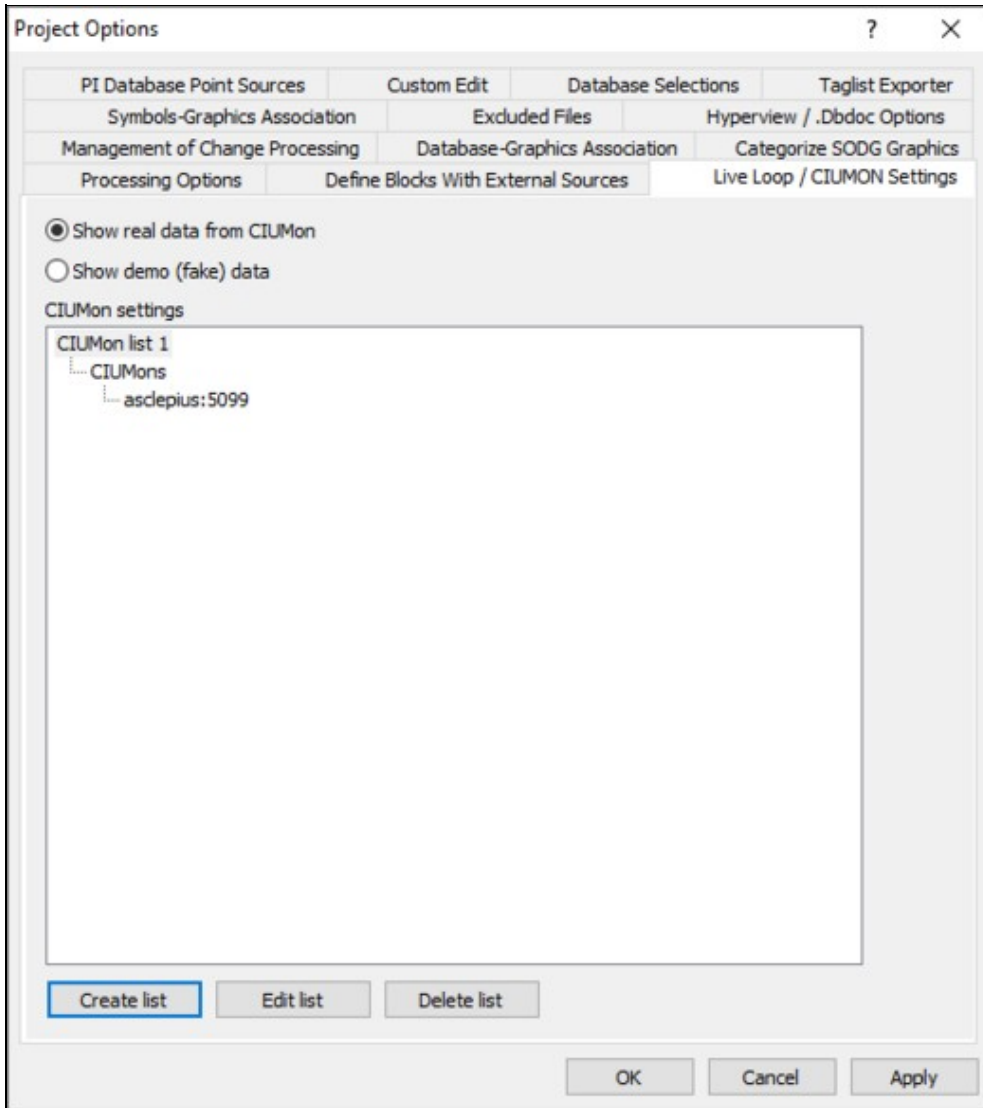 Project Options ?
PI Database Point Sources Custom Edit Database Selections Taglist Exporter
Symbols-Graphics Association Excluded Files Hyperview / .Dbdoc Options
Management of Change Processing Database-Graphics Association Categorize SODG Graphics
Processing Options Define Blocks With External Sources Live Loop / CIUMON Settings
Show real data from CIUMon
Show demo (fake) data
CIUMon settings
CIUMon list 1
CIUMons
asclepius:5099
Create list Edit list Delete list
OK Cancel Apply